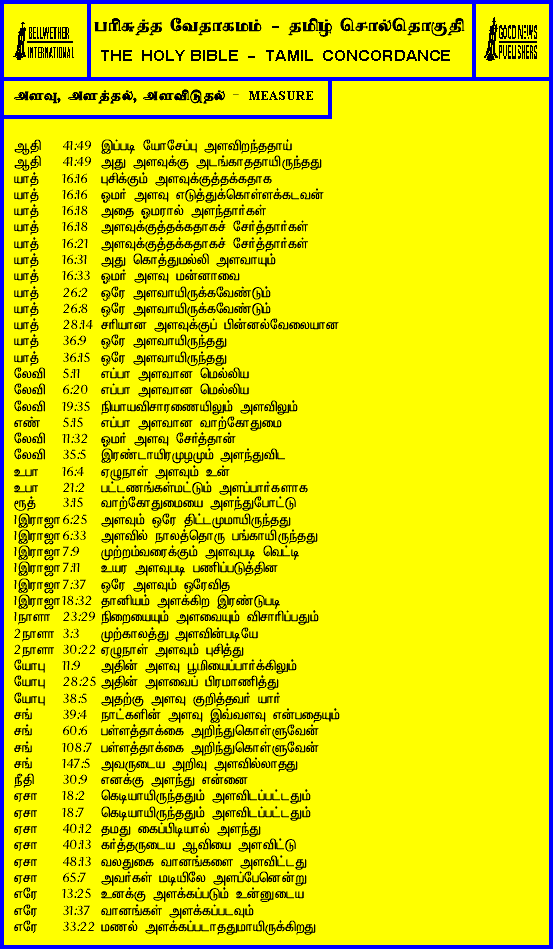 BELLWETHER INTERNATIONAL
பரிசுத்த வேதாகமம் - தமிழ் சொல்தொகுதி
THE HOLY BIBLE - TAMIL CONCORDANCE
GOOD NEWS PUBLISHERS
அளவு, அளத்தல், அளவிடுதல் - MEASURE
ஆதி 41:49 இப்படி யோசேப்பு அளவிறந்ததாய்
ஆதி 41:49 அது அளவுக்கு அடங்காததாயிருந்தது
யாத் 16:16 புசிக்கும் அளவுக்குத்தக்கதாக
யாத் 16:16 ஓமர் அளவு எடுத்துக்கொள்ளக்கடவன்
யாத் 16:18 அதை ஓமரால் அளந்தார்கள்
யாத் 16:18 அளவுக்குத்தக்கதாகச் சேர்த்தார்கள்
யாத் 16:21 அளவுக்குத்தக்கதாகச் சேர்த்தார்கள்
யாத் 16:31 அது கொத்துமல்லி அளவாயும்
யாத் 16:33 ஓமர் அளவு மன்னாவை
யாத் 26:2 ஒரே அளவாயிருக்கவேண்டும்
யாத் 26:8 ஒரே அளவாயிருக்கவேண்டும்
யாத் 28:14 சரியான அளவுக்குப் பின்னல்வேலையான
யாத் 36:9 ஒரே அளவாயிருந்தது
யாத் 36:15 ஒரே அளவாயிருந்தது
லேவி 5:11 எப்பா அளவான மெல்லிய
லேவி 6:20 எப்பா அளவான மெல்லிய
லேவி 19:35 நியாயவிசாரணையிலும் அளவிலும்
எண் 5:15 எப்பா அளவான வாற்கோதுமை
லேவி 11:32 ஓமர் அளவு சேர்த்தான்
லேவி 35:5 இரண்டாயிரமுழமும் அளந்துவிட
உபா 16:4 ஏழுநாள் அளவும் உன்
உபா 21:2 பட்டணங்கள்மட்டும் அளப்பார்களாக
ரூத் 3:15 வாற்கோதுமையை அளந்துபோட்டு
1இராஜா 6:25 அளவும் ஒரே திட்டமுமாயிருந்தது
1இராஜா 6:33 அளவில் நாலத்தொரு பங்காயிருந்தது
1இராஜா 7:9 முற்றம்வரைக்கும் அளவுபடி வெட்டி
1இராஜா 7:11 உயர அளவுபடி பணிப்படுத்தின
1இராஜா 7:37 ஒரே அளவும் ஒரேவித
1இராஜா 18:32 தானியம் அளக்கிற இரண்டுபடி
1நாளா 23:29 நிறையையும் அளவையும் விசாரிப்பதும்
2நாளா 3:3 முற்காலத்து அளவின்படியே
2நாளா 30:22 ஏழுநாள் அளவும் புசித்து
யோபு 11:9 அதின் அளவு பூமியைப்பார்க்கிலும்
யோபு 28:25 அதின் அளவைப் பிரமாணித்து
யோபு 38:5 அதற்கு அளவு குறித்தவர் யார்
சங் 39:4 நாட்களின் அளவு இவ்வளவு என்பதையும்
சங் 60:6 பள்ளத்தாக்கை அறிந்துகொள்ளுவேன்
சங் 108:7 பள்ளத்தாக்கை அறிந்துகொள்ளுவேன்
சங் 147:5 அவருடைய அறிவு அளவில்லாதது
நீதி 30:9 எனக்கு அளந்து என்னை
ஏசா 18:2 கெடியாயிருந்ததும் அளவிடப்பட்டதும்
ஏசா 18:7 கெடியாயிருந்ததும் அளவிடப்பட்டதும்
ஏசா 40:12 தமது கைப்பிடியால் அளந்து
ஏசா 40:13 கர்த்தருடைய ஆவியை அளவிட்டு
ஏசா 48:13 வலதுகை வானங்களை அளவிட்டது
ஏசா 65:7 அவர்கள் மடியிலே அளப்பேனென்று
எரே 13:25 உனக்கு அளக்கப்படும் உன்னுடைய
எரே 31:37 வானங்கள் அளக்கப்படவும்
எரே 33:22 மணல் அளக்கப்படாததுமாயிருக்கிறது